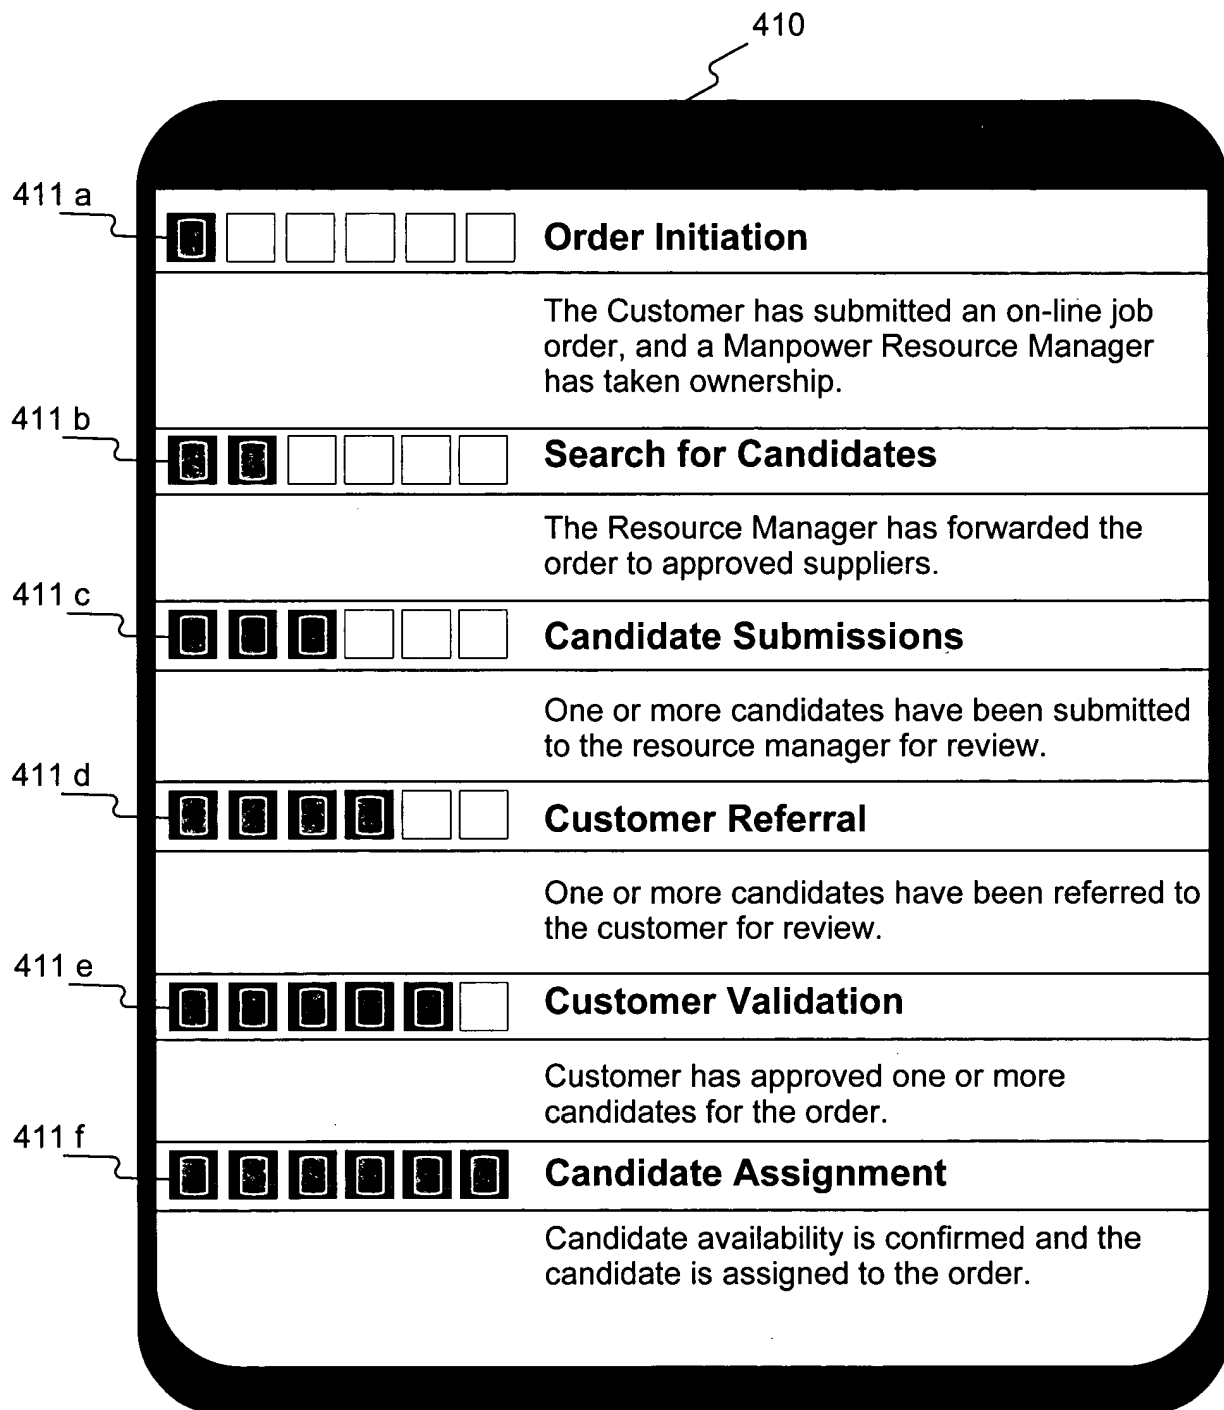 410
411 a
Order Initiation
The Customer has submitted an on-line job
order, and a Manpower Resource Manager
has taken ownership.
411 b
Search for Candidates
The Resource Manager has forwarded the
order to approved suppliers.
411 c
Candidate Submissions
One or more candidates have been submitted
to the resource manager for review.
411 d
Customer Referral
One or more candidates have been referred to
the customer for review.
411 e
Customer Validation
Customer has approved one or more
candidates for the order.
411 f
Candidate Assignment
Candidate availability is confirmed and the
candidate is assigned to the order.